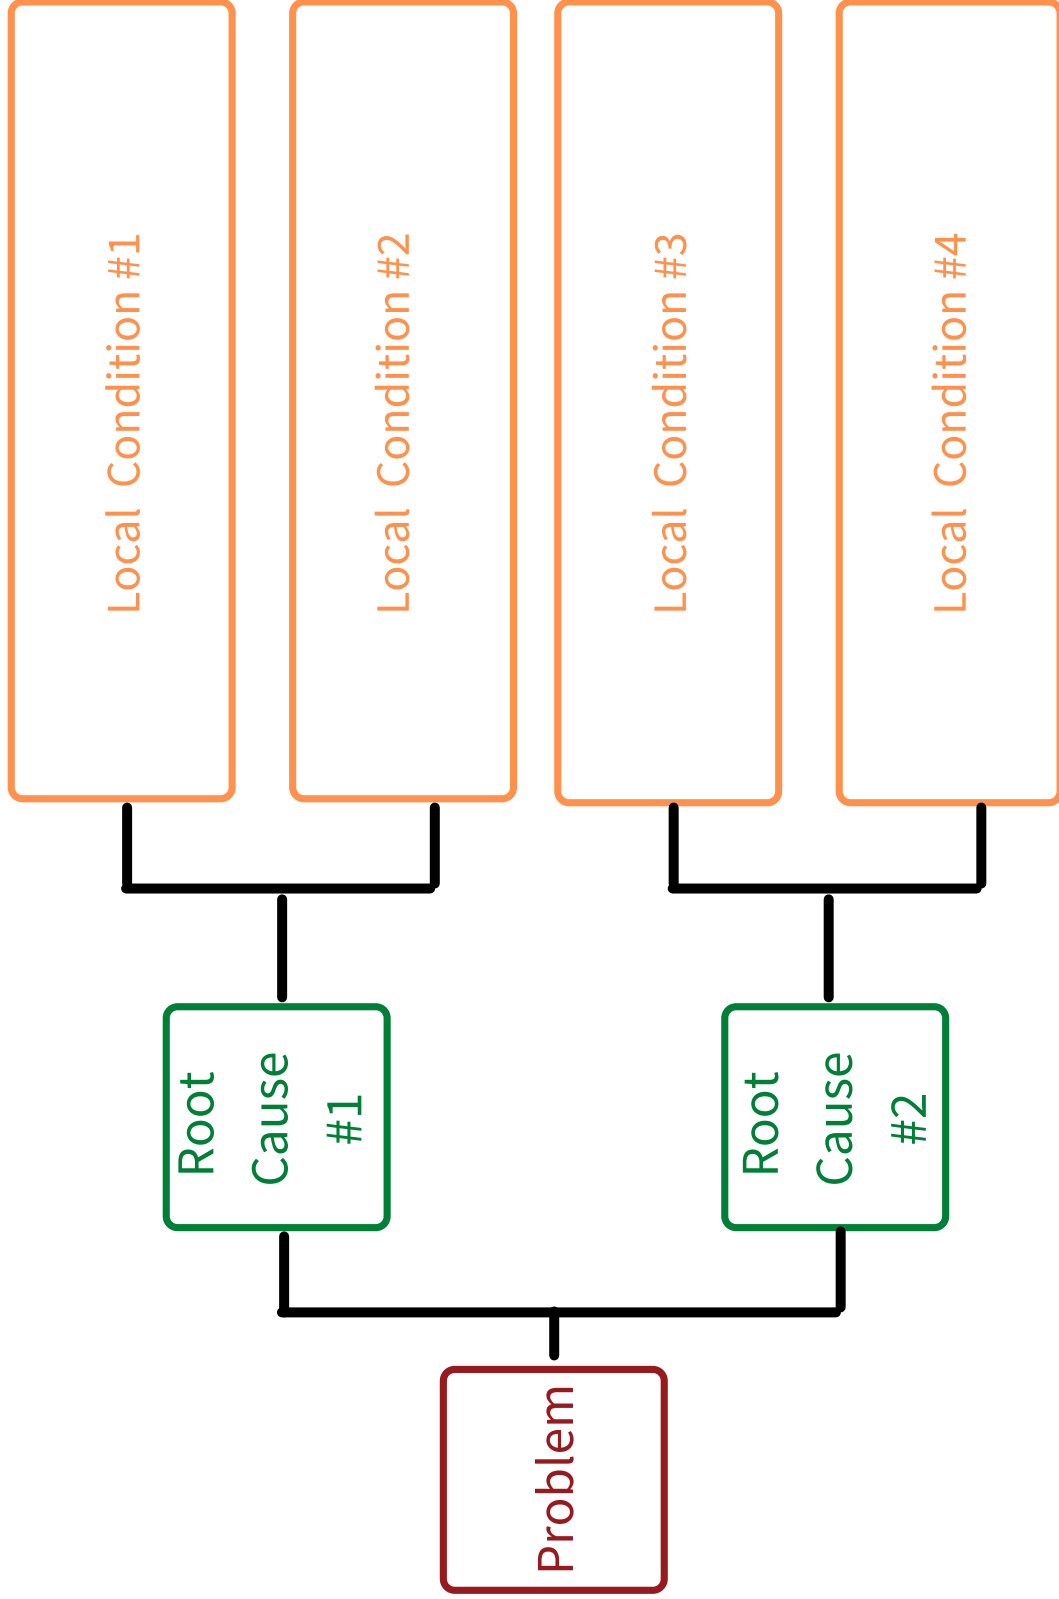 Problem
Root
Cause
#1
Root
Cause
#2
Local Condition #1
Local Condition #2
Local Condition #3
Local Condition #4